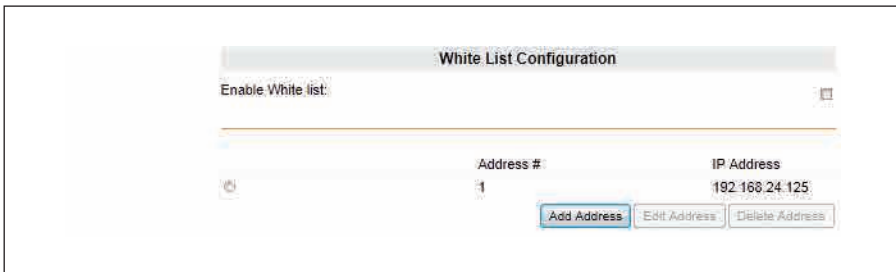 White List Configuration
Enable White list:
Address # IP Address
1 192.168.24.125
Add Address Edit Address Delete Address